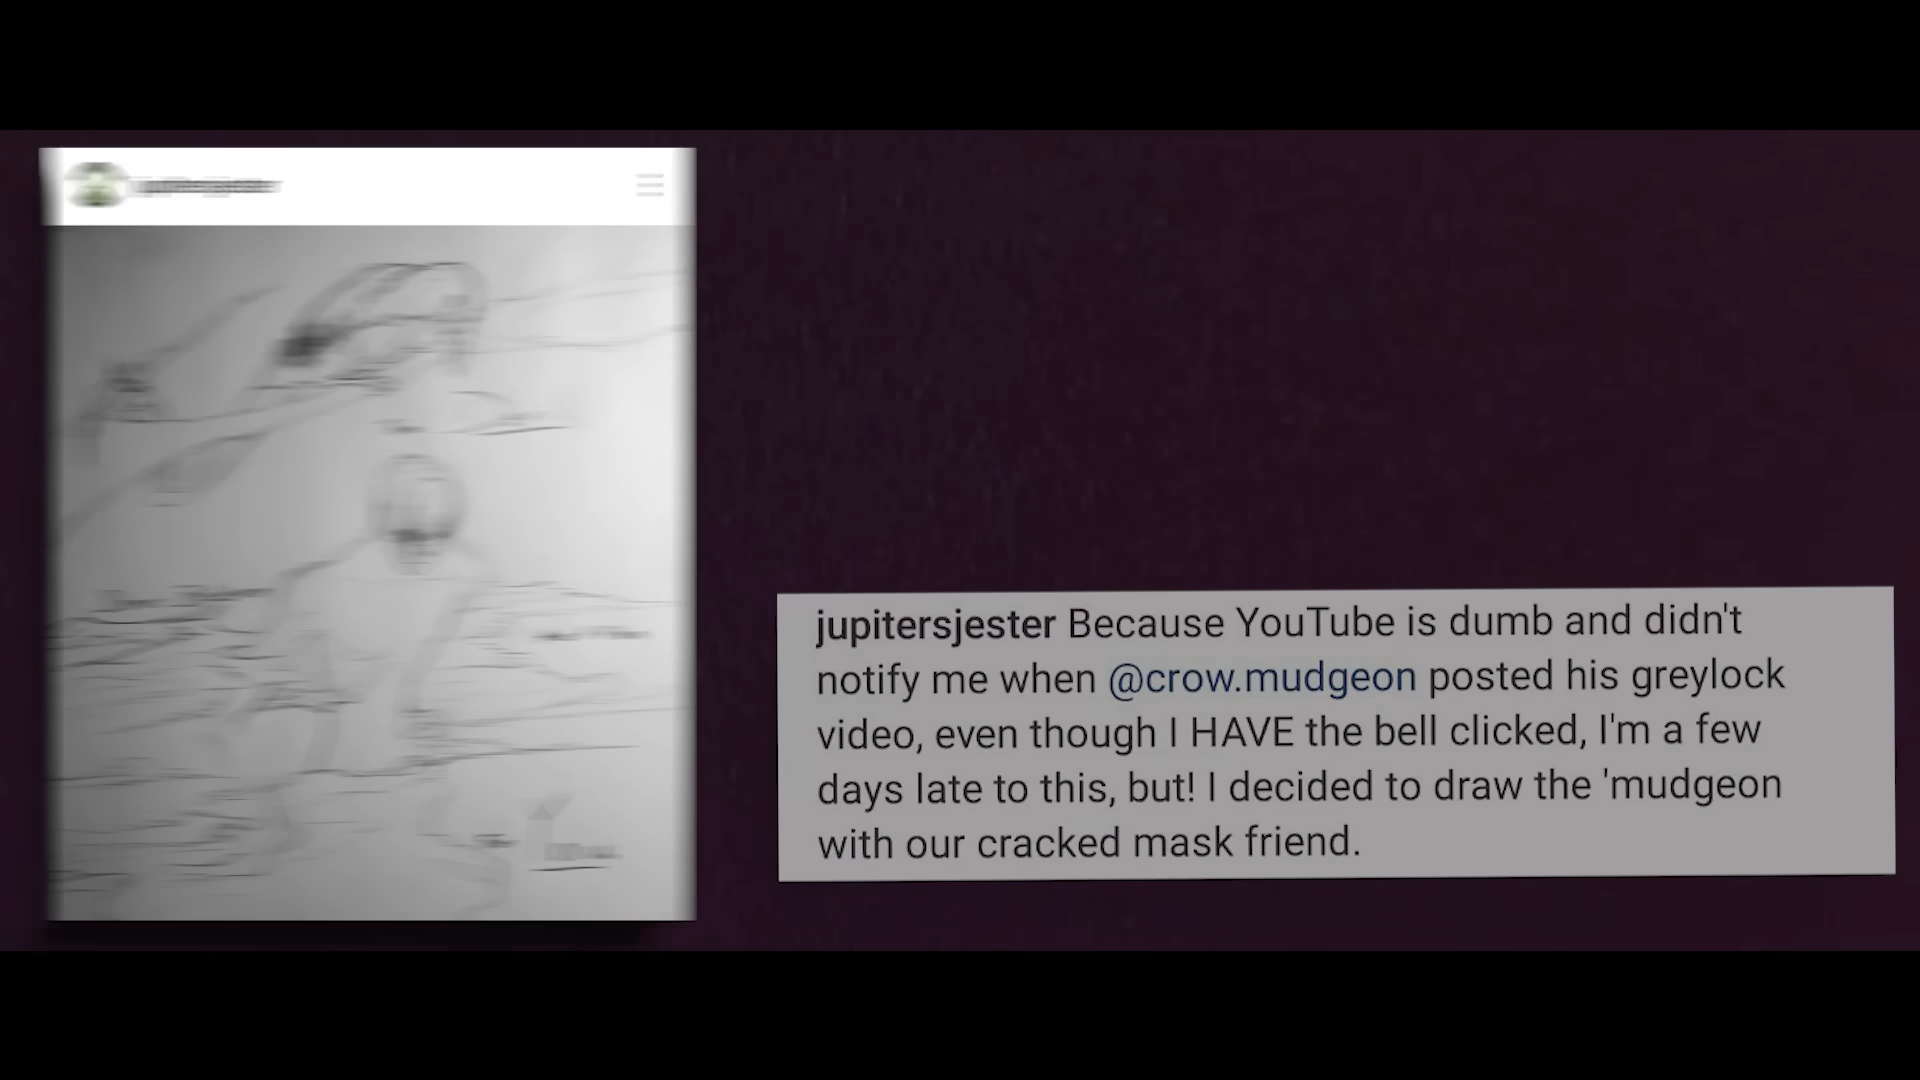 jupitersjester Because YouTube is dumb and didn't
notify me when @crow.mudgeon posted his greylock
video, even though I HAVE the bell clicked, I'm a few
days late to this, but! I decided to draw the 'mudgeon
with our cracked mask friend.